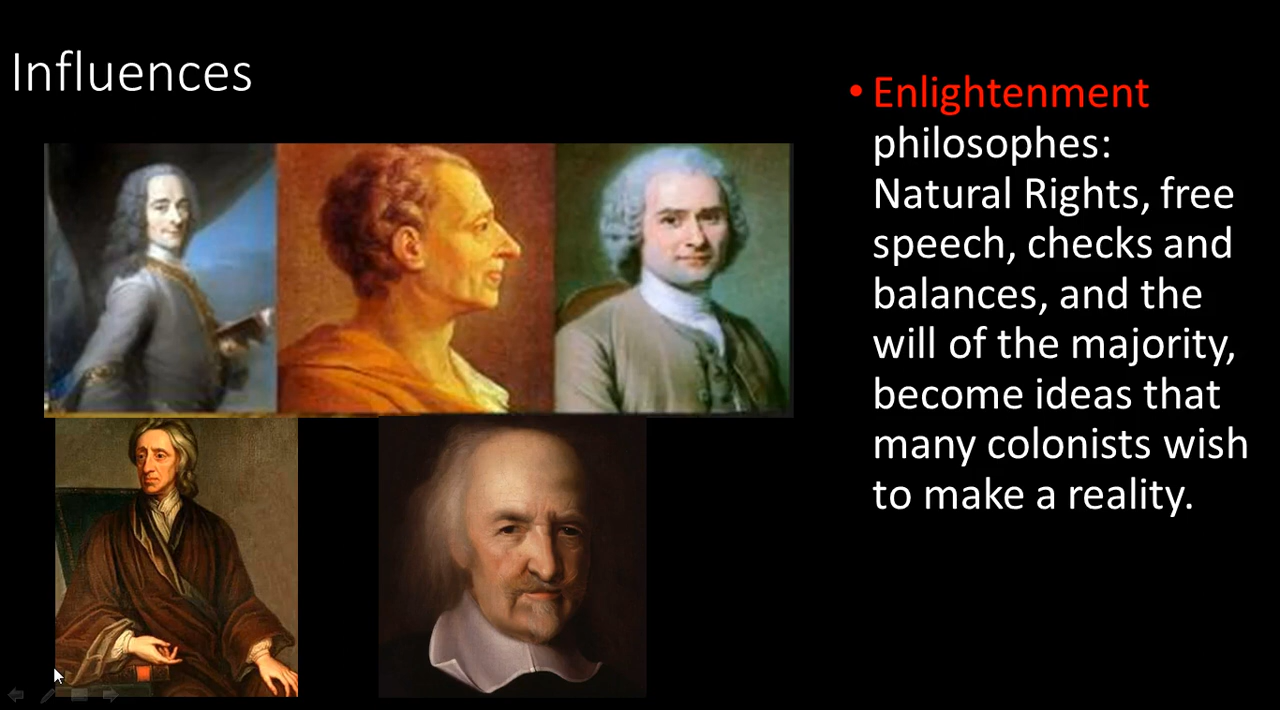 Influences
• Enlightenment
philosophes:
Natural Rights, free
speech, checks and
balances, and the
will of the majority,
become ideas that
many colonists wish
to make a reality.